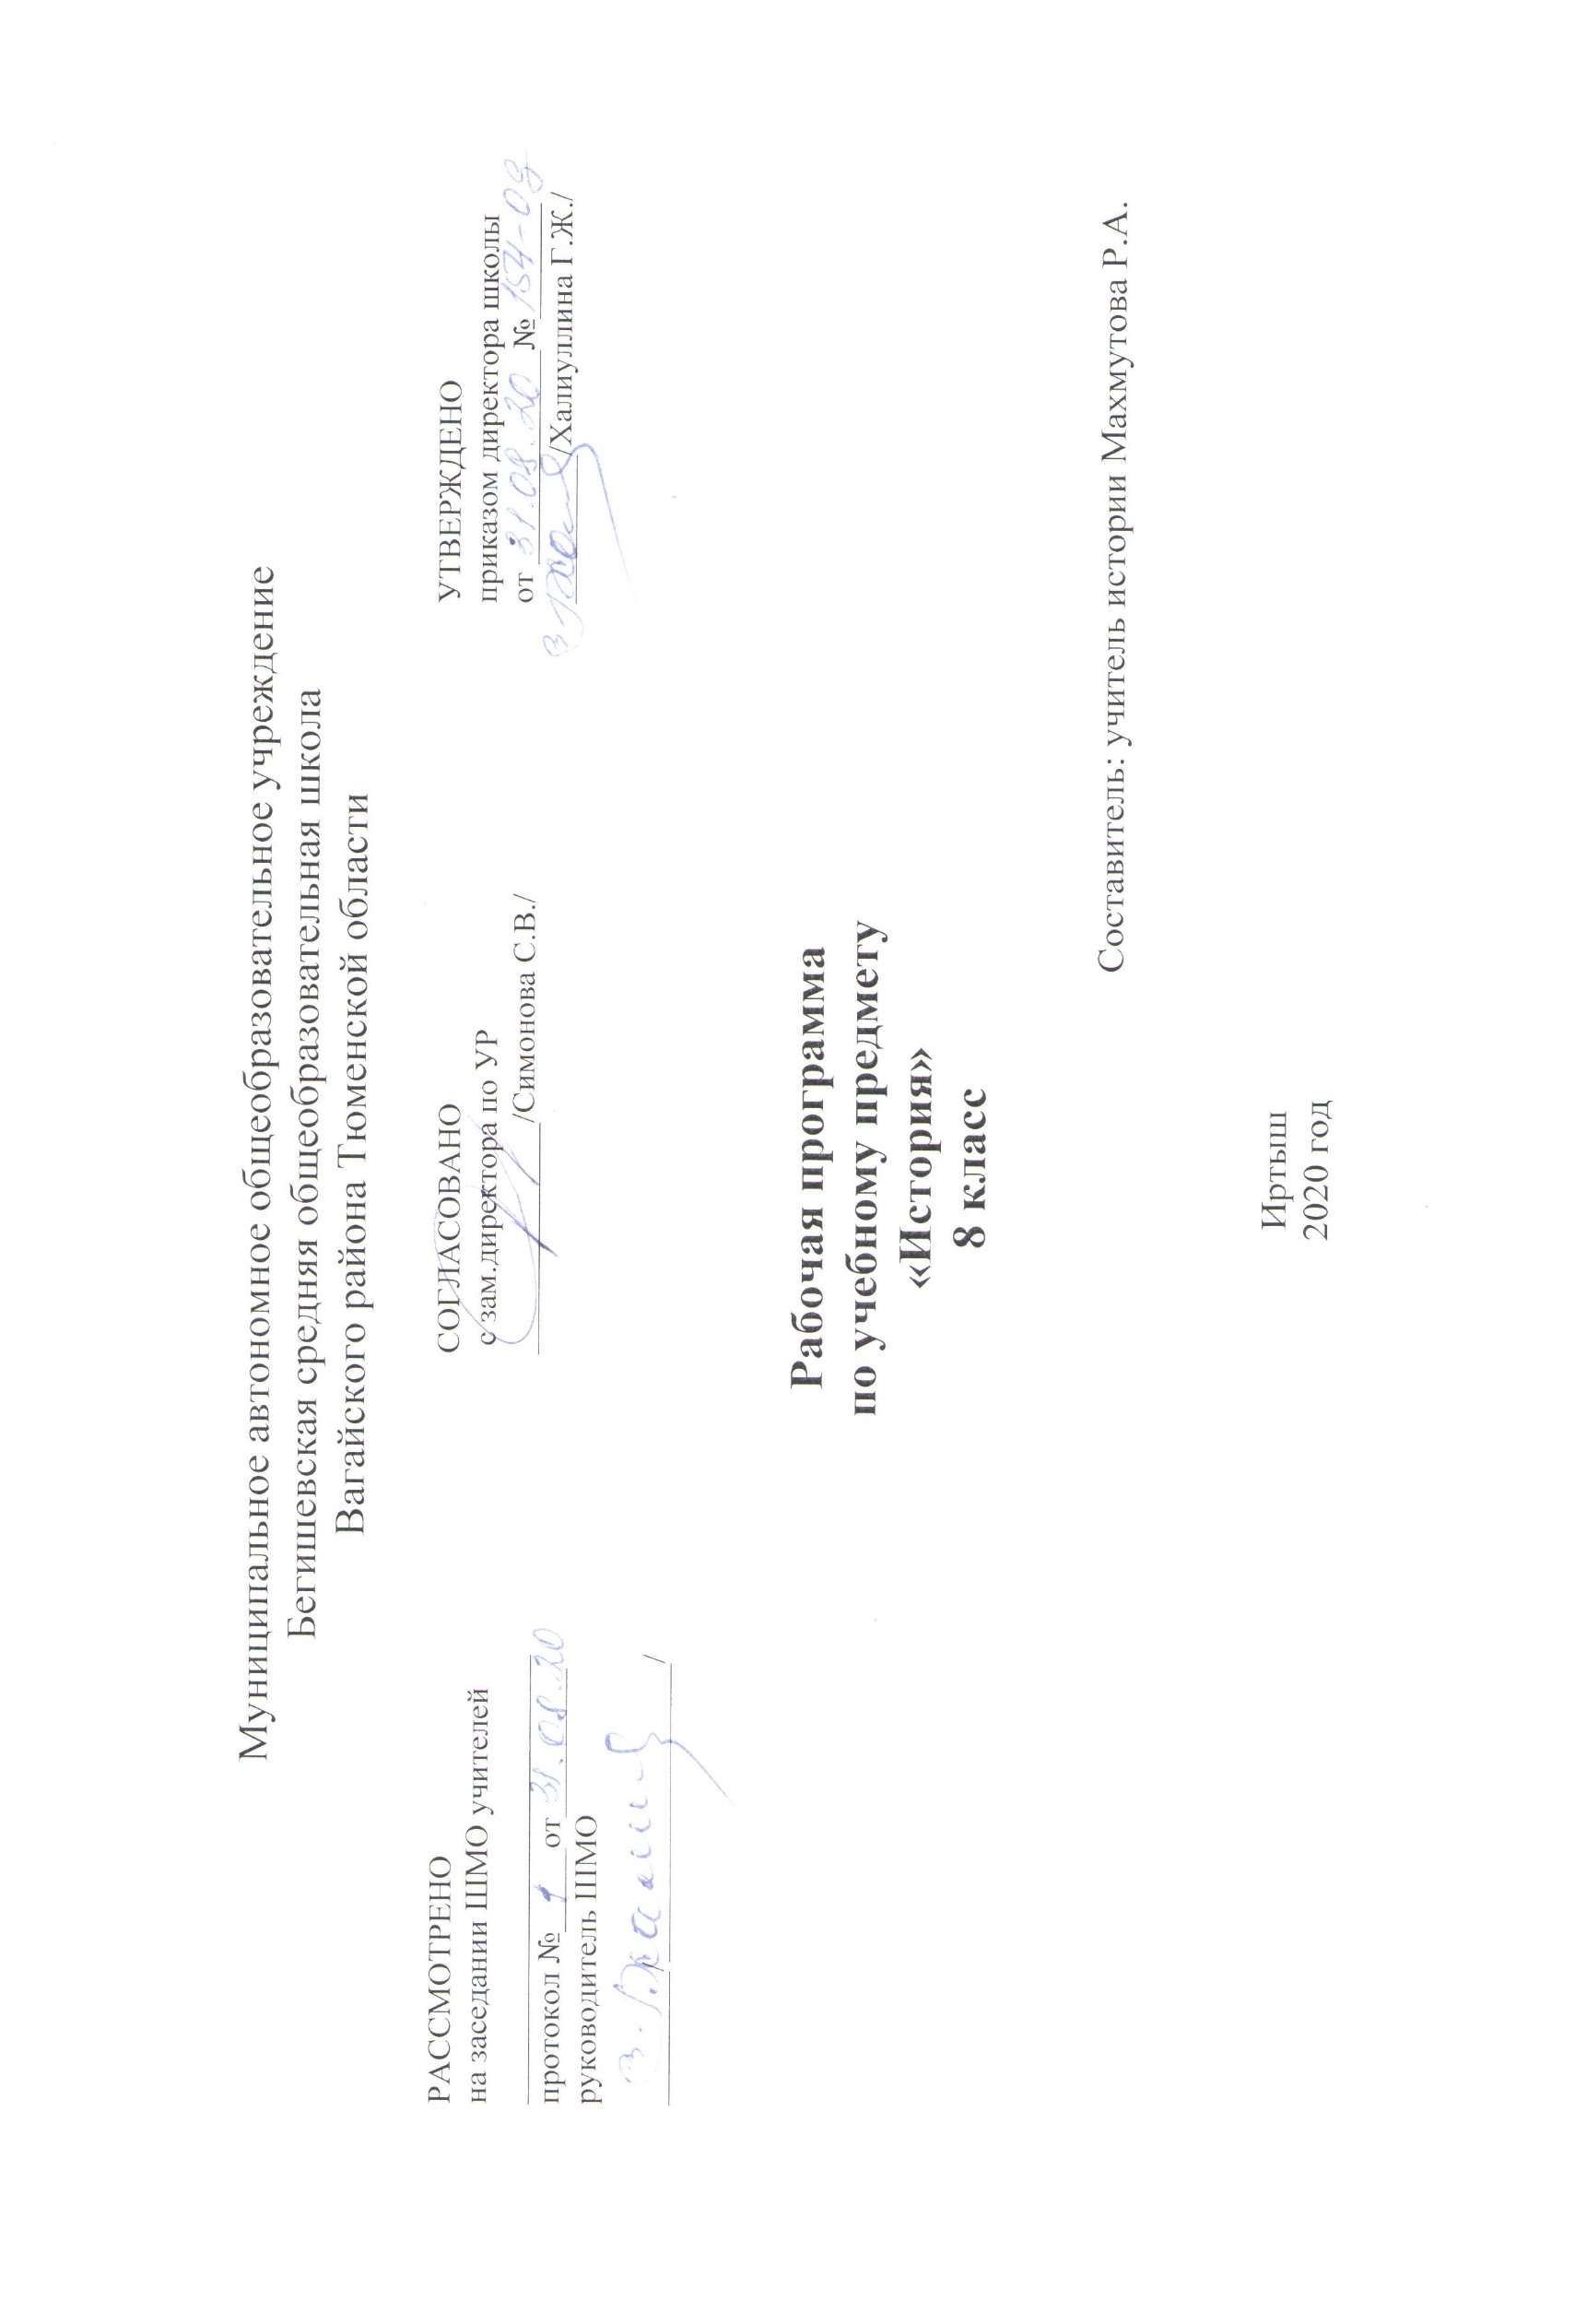 Муниципальное автономное общеобразовательное учреждение
Бегишевская средняя общеобразовательная школа
Вагайского района Тюменской области
РАССМОТРЕНО
на заседании ШМО учителей
протокол № 1 от 31.08.20
руководитель ШМО
/ /
СОГЛАСОВАНО
с зам.директора по УР
/Симонова С.В./
УТВЕРЖДЕНО
приказом директора школы
от 31.08.20 № 154-ОД
/Халиуллина Г.Ж./
Рабочая программа
по учебному предмету
«История»
8 класс
Составитель: учитель истории Махмутова Р.А.
Иртыш
2020 год